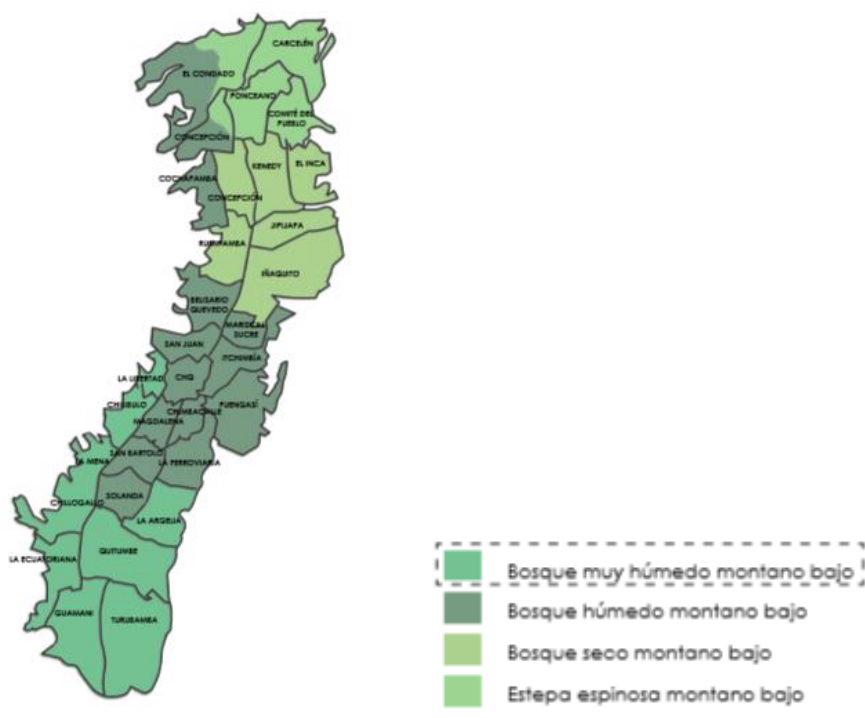 CARCELÉN
EL CONDADO
PONCEANO
COMITÉ DEL
PUEBLO
CONCEPCIÓN
KENEDY
EL INCA
COCHAPAMBA
CONCEPCIÓN
JIPIJAPA
RUMIPAMBA
IÑAQUITO
BELISARIO
QUEVEDO
MARISCAL
SUCRE
SAN JUAN
ITCHIMBÍA
LA LIBERTAD
CHQ
CHILIBULO
PUENGASÍ
CHIMBACALLE
MAGDALENA
SAN BARTOLO
LA MENA
LA FERROVIARIA
SOLANDA
CHILLOGALLO
LA ARGELIA
QUITUMBE
LA ECUATORIANA
GUAMANI
TURUBAMBA
Bosque muy húmedo montano bajo
Bosque húmedo montano bajo
Bosque seco montano bajo
Estepa espinosa montano bajo